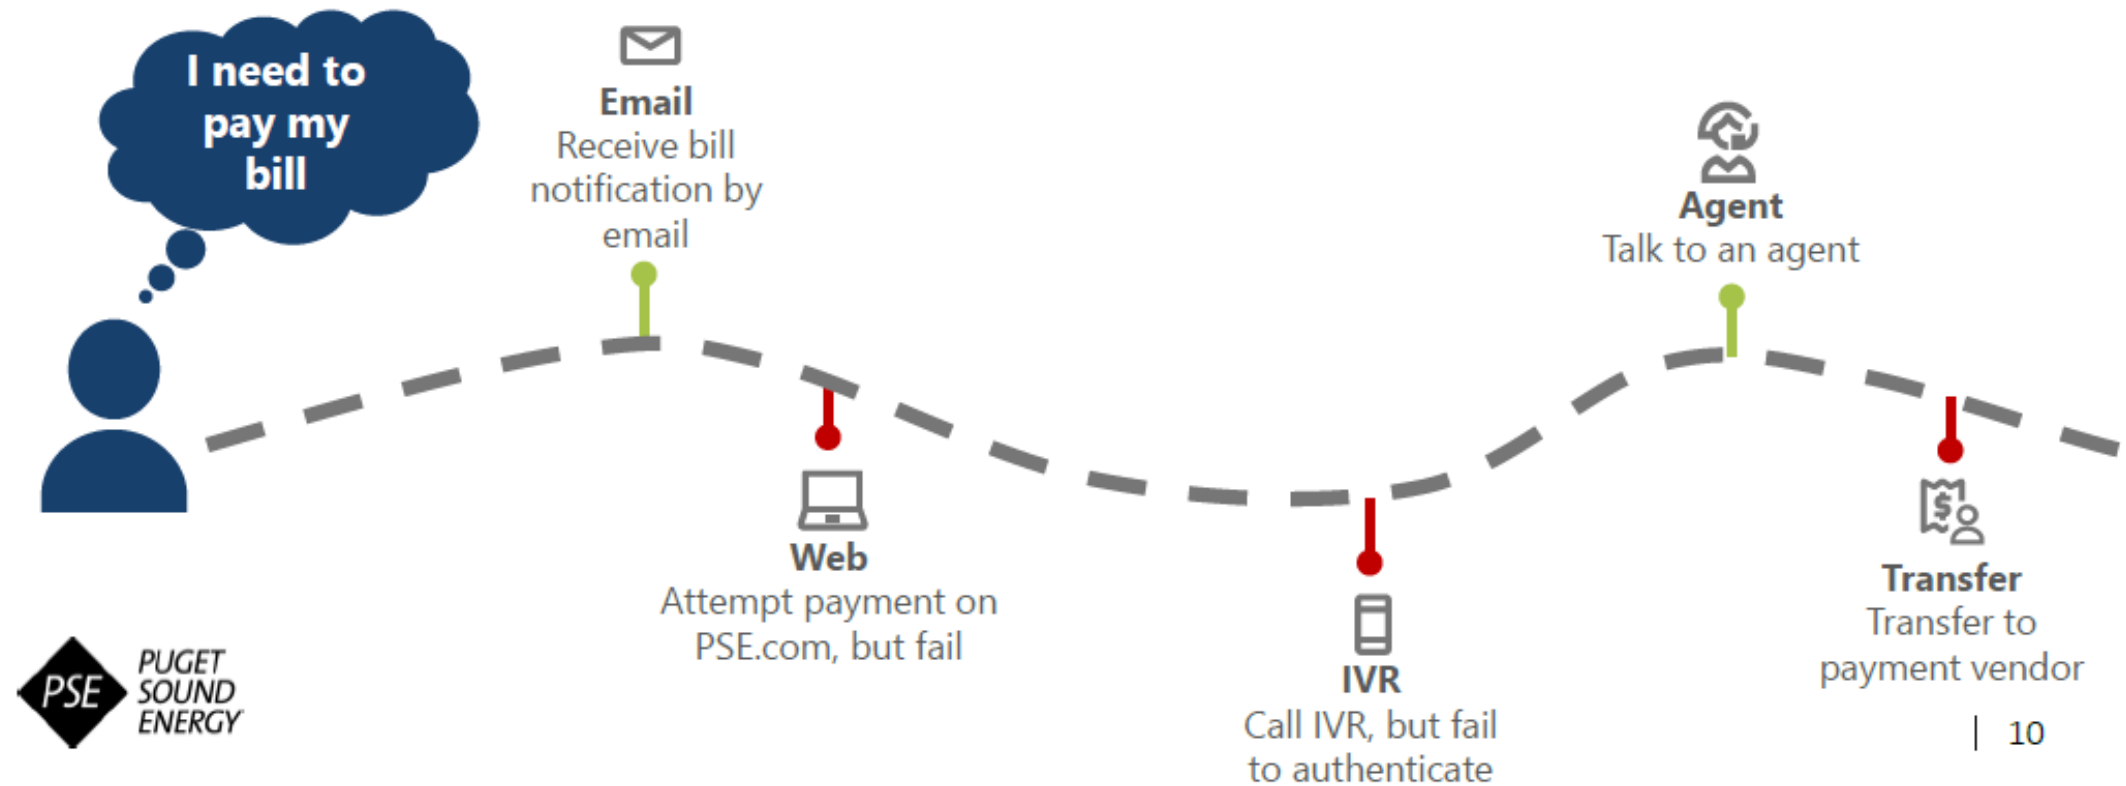 I need to
pay my
bill
Email
Receive bill
notification by
email
Web
Attempt payment on
PSE.com, but fail
IVR
Call IVR, but fail
to authenticate
Agent
Talk to an agent
$
Transfer
Transfer to
payment vendor
PSE
PUGET
SOUND
ENERGY
| 10